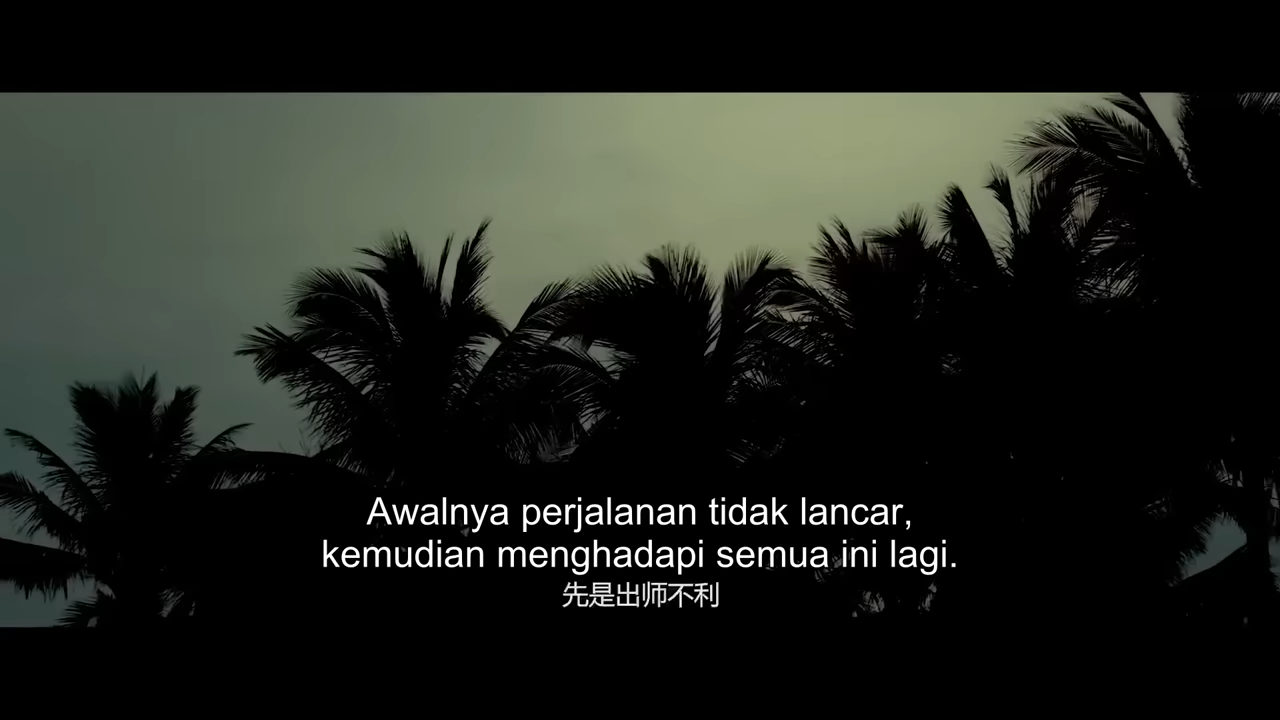 Awalnya perjalanan tidak lancar,
kemudian menghadapi semua ini lagi.
先是出师不利